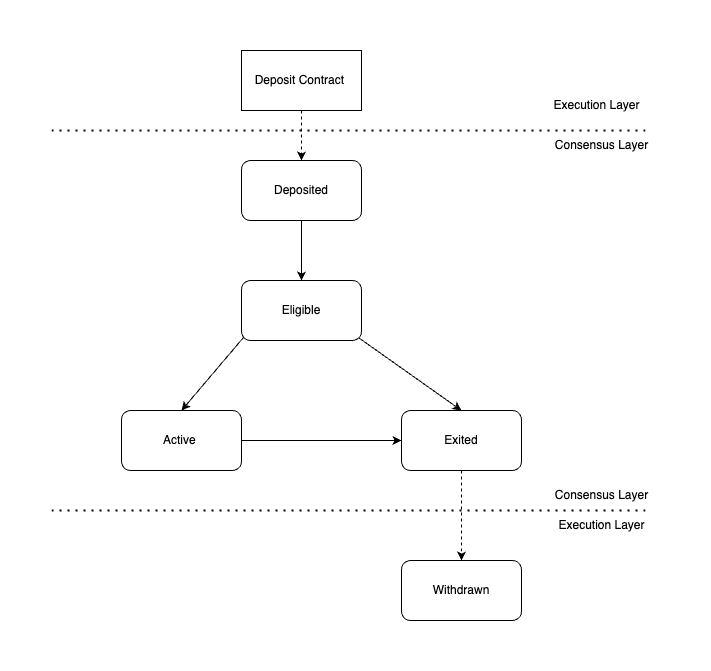 Deposit Contract
Execution Layer
Consensus Layer
Deposited
Eligible
Active
Exited
Consensus Layer
Execution Layer
Withdrawn